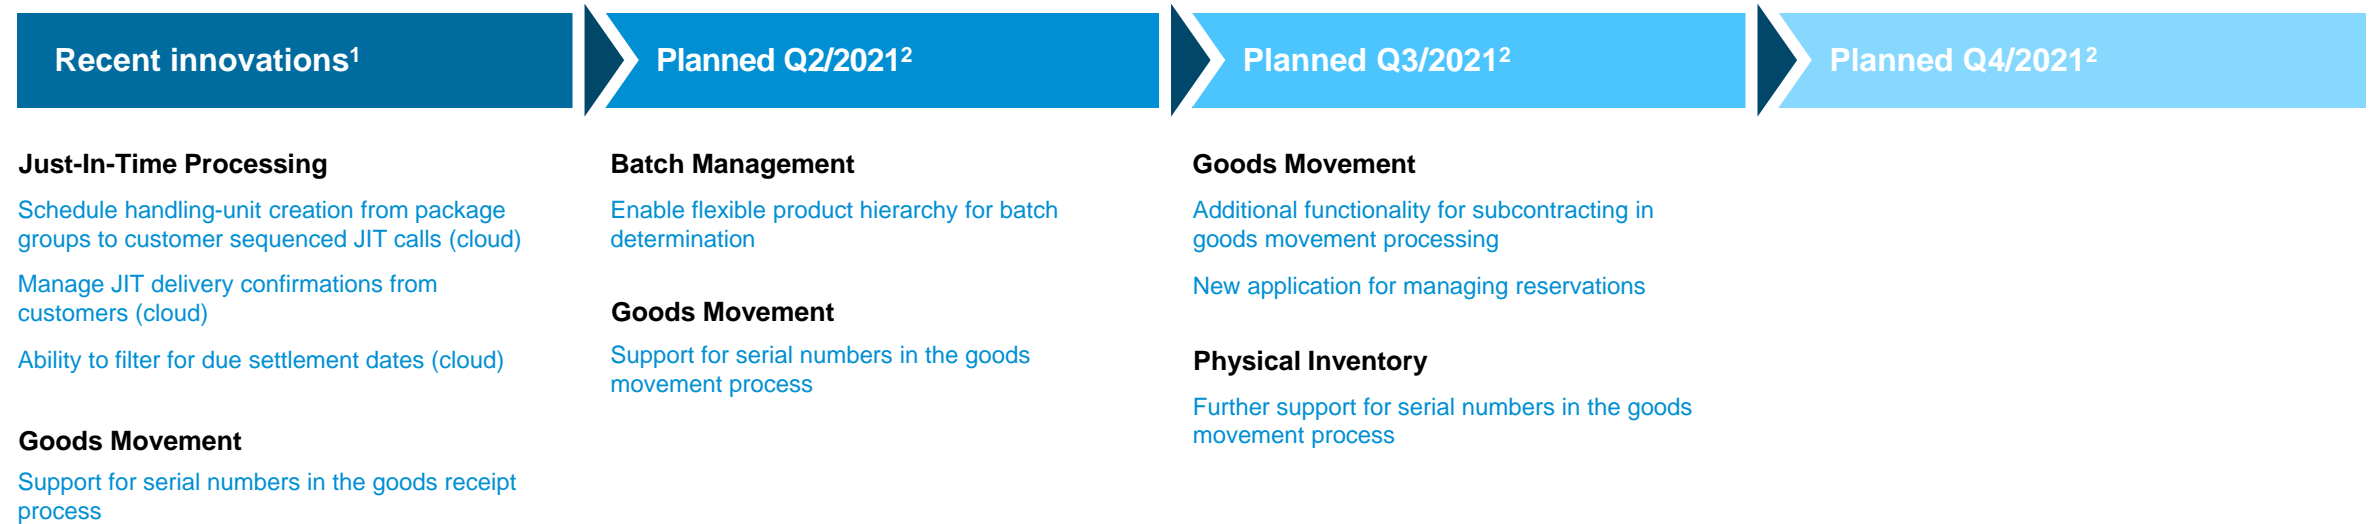 Recent innovations1
Planned Q2/20212
Planned Q3/20212
Planned Q4/20212
Just-In-Time Processing
Schedule handling-unit creation from package
groups to customer sequenced JIT calls (cloud)
Manage JIT delivery confirmations from
customers (cloud)
Ability to filter for due settlement dates (cloud)
Goods Movement
Support for serial numbers in the goods receipt
process
Batch Management
Enable flexible product hierarchy for batch
determination
Goods Movement
Support for serial numbers in the goods
movement process
Goods Movement
Additional functionality for subcontracting in
goods movement processing
New application for managing reservations
Physical Inventory
Further support for serial numbers in the goods
movement process